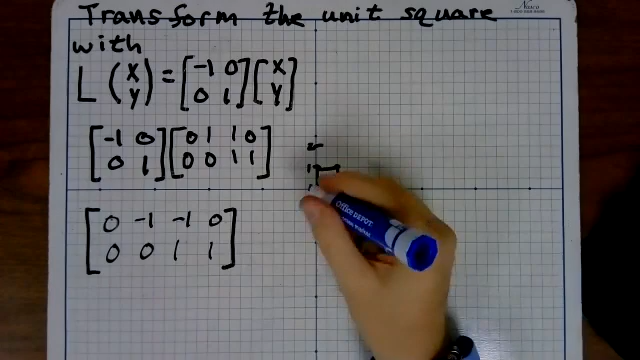 Transform the unit square
with
L (x y) = [-1 0 0 1] [x y]
[-1 0 0 1] [0 1 1 0 0 0 1 1]
[0 -1 -1 0 0 0 1 1]
Nasco
Office DEPOT